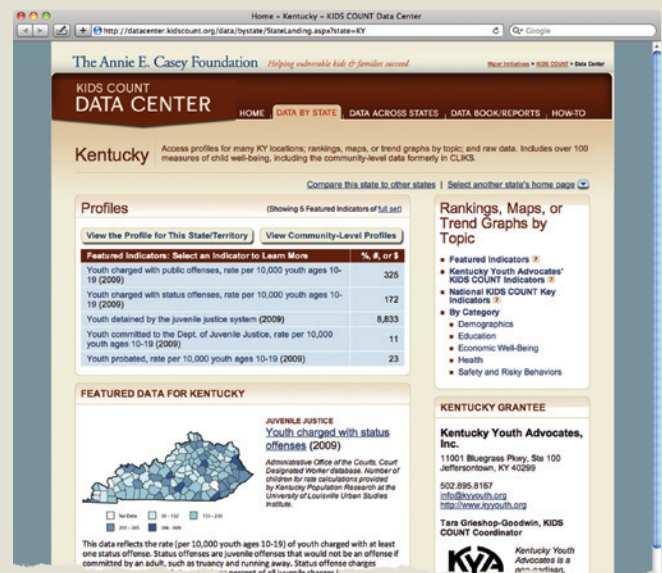 Home – Kentucky – KIDS COUNT Data Center
http://datacenter.kidscount.org/data/bystate/StateLanding.aspx?state=KY
Google
The Annie E. Casey Foundation Helping vulnerable kids & families succeed
Major Initiatives > KIDS COUNT > Data Center
KIDS COUNT
DATA CENTER
HOME DATA BY STATE DATA ACROSS STATES DATA BOOK/REPORTS HOW-TO
Kentucky
Access profiles for many KY locations; rankings, maps, or trend graphs by topic; and raw data. Includes over 100
measures of child well-being, including the community-level data formerly in CLIKS.
Compare this state to other states | Select another state's home page
Profiles (Showing 5 Featured Indicators of full set)
View the Profile for This State/Territory View Community-Level Profiles
Featured Indicators: Select an Indicator to Learn More %, #, or $
Youth charged with public offenses, rate per 10,000 youth ages 10-
19 (2009) 325
Youth charged with status offenses, rate per 10,000 youth ages 10-
19 (2009) 172
Youth detained by the juvenile justice system (2009) 8,833
Youth committed to the Dept. of Juvenile Justice, rate per 10,000
youth ages 10-19 (2009) 11
Youth probated, rate per 10,000 youth ages 10-19 (2009) 23
Rankings, Maps, or
Trend Graphs by
Topic
Featured Indicators ?
Kentucky Youth Advocates'
KIDS COUNT Indicators ?
National KIDS COUNT Key
Indicators ?
By Category
Demographics
Education
Economic Well-Being
Health
Safety and Risky Behaviors
FEATURED DATA FOR KENTUCKY
JUVENILE JUSTICE
Youth charged with status
offenses (2009)
Administrative Office of the Courts, Court
Designated Worker database. Number of
children for rate calculations provided
by Kentucky Population Research at the
University of Louisville Urban Studies
Institute.
No Data
This data reflects the rate (per 10,000 youth ages 10-19) of youth charged with at least
one status offense. Status offenses are juvenile offenses that would not be an offense if
committed by an adult, such as truancy and running away. Status offense charges
KENTUCKY GRANTEE
Kentucky Youth Advocates,
Inc.
11001 Bluegrass Pkwy, Ste 100
Jeffersontown, KY 40299
502.895.8167
info@kyyouth.org
http://www.kyyouth.org
Tara Grieshop-Goodwin, KIDS
COUNT Coordinator
KYA
Kentucky Youth
Advocates is a
non-partisan,